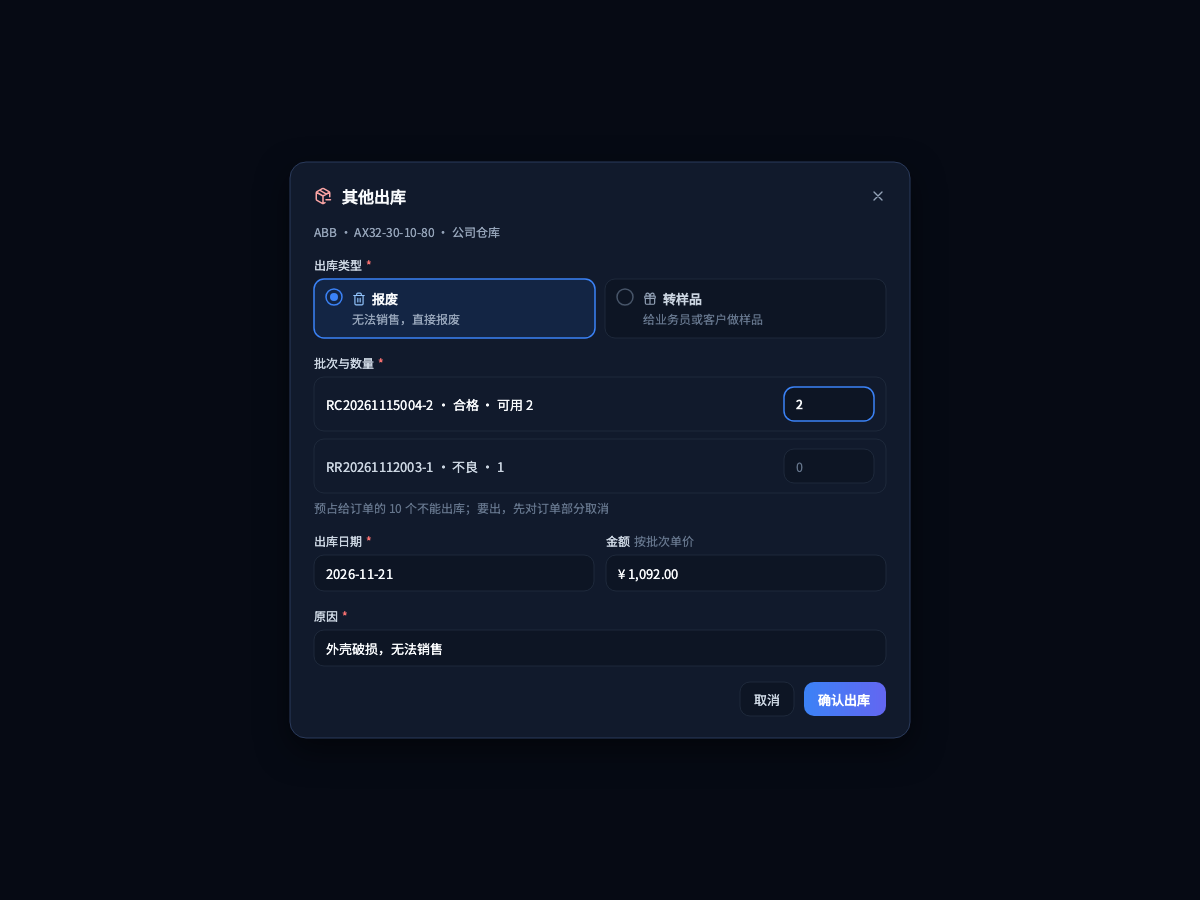 其他出库
ABB • AX32-30-10-80 • 公司仓库
出库类型 *
报废
无法销售，直接报废
转样品
给业务员或客户做样品
批次与数量 *
RC20261115004-2 • 合格 • 可用 2
2
RR20261112003-1 • 不良 • 1
0
预占给订单的 10 个不能出库；要出，先对订单部分取消
出库日期 *
金额 按批次单价
2026-11-21
¥ 1,092.00
原因 *
外壳破损，无法销售
取消
确认出库